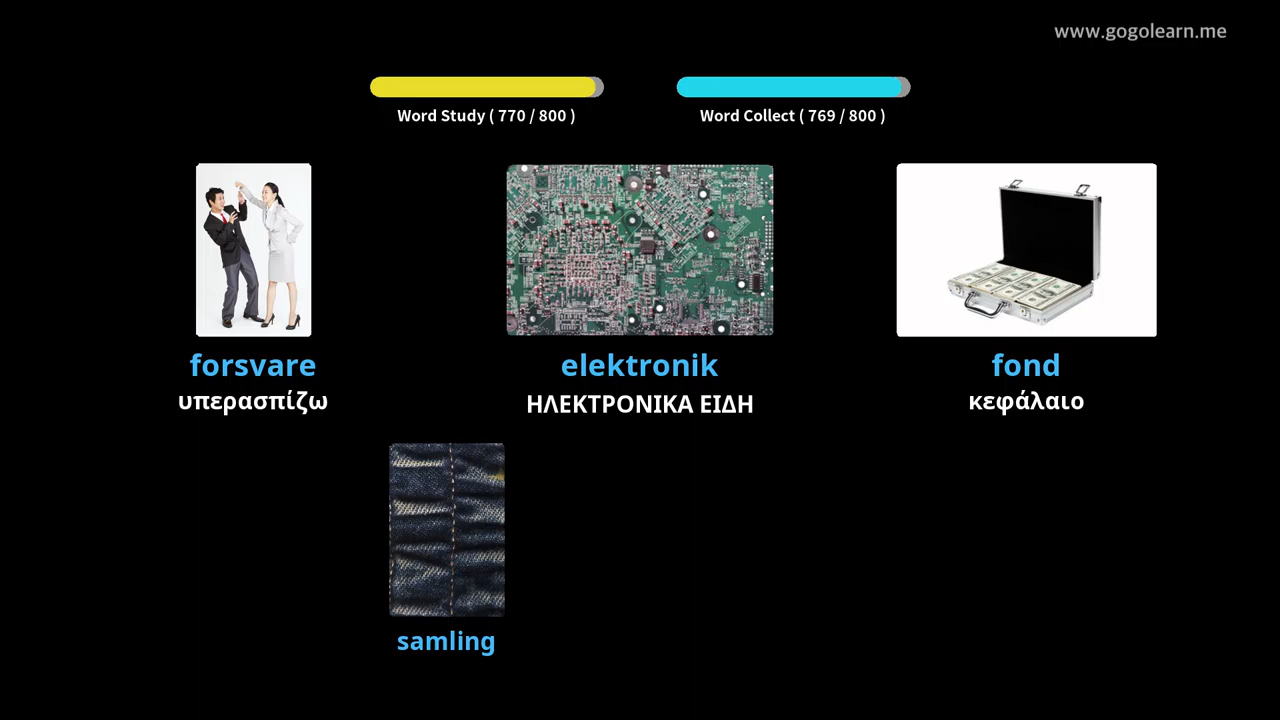 www.gogolearn.me
Word Study ( 770 / 800 )
Word Collect ( 769 / 800 )
forsvare
elektronik
fond
υπερασπίζω
ΗΛΕΚΤΡΟΝΙΚΑ ΕΙΔΗ
κεφάλαιο
samling